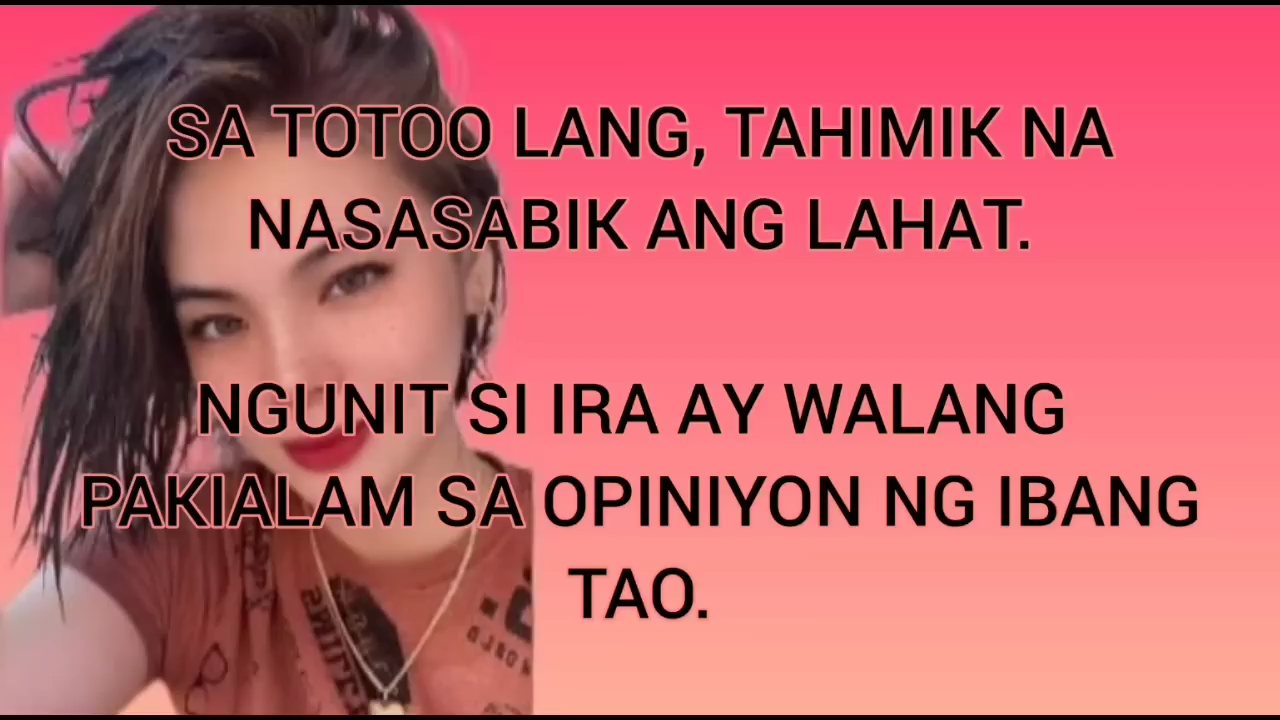 SA TOTOO LANG, TAHIMIK NA
NASASABIK ANG LAHAT.
NGUNIT SI IRA AY WALANG
PAKIALAM SA OPINIYON NG IBANG
TAO.